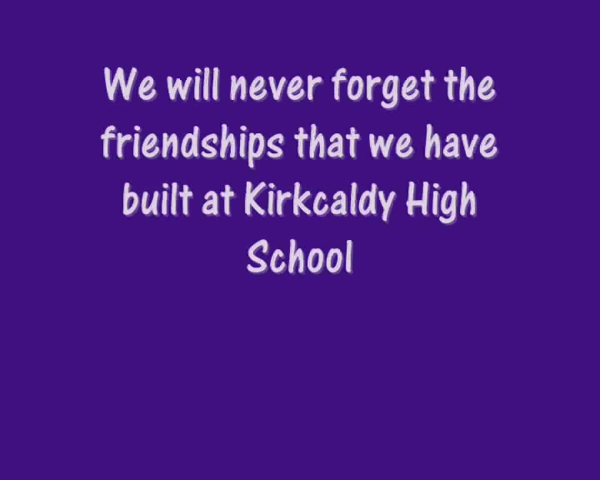 We will never forget the
friendships that we have
built at Kirkcaldy High
School